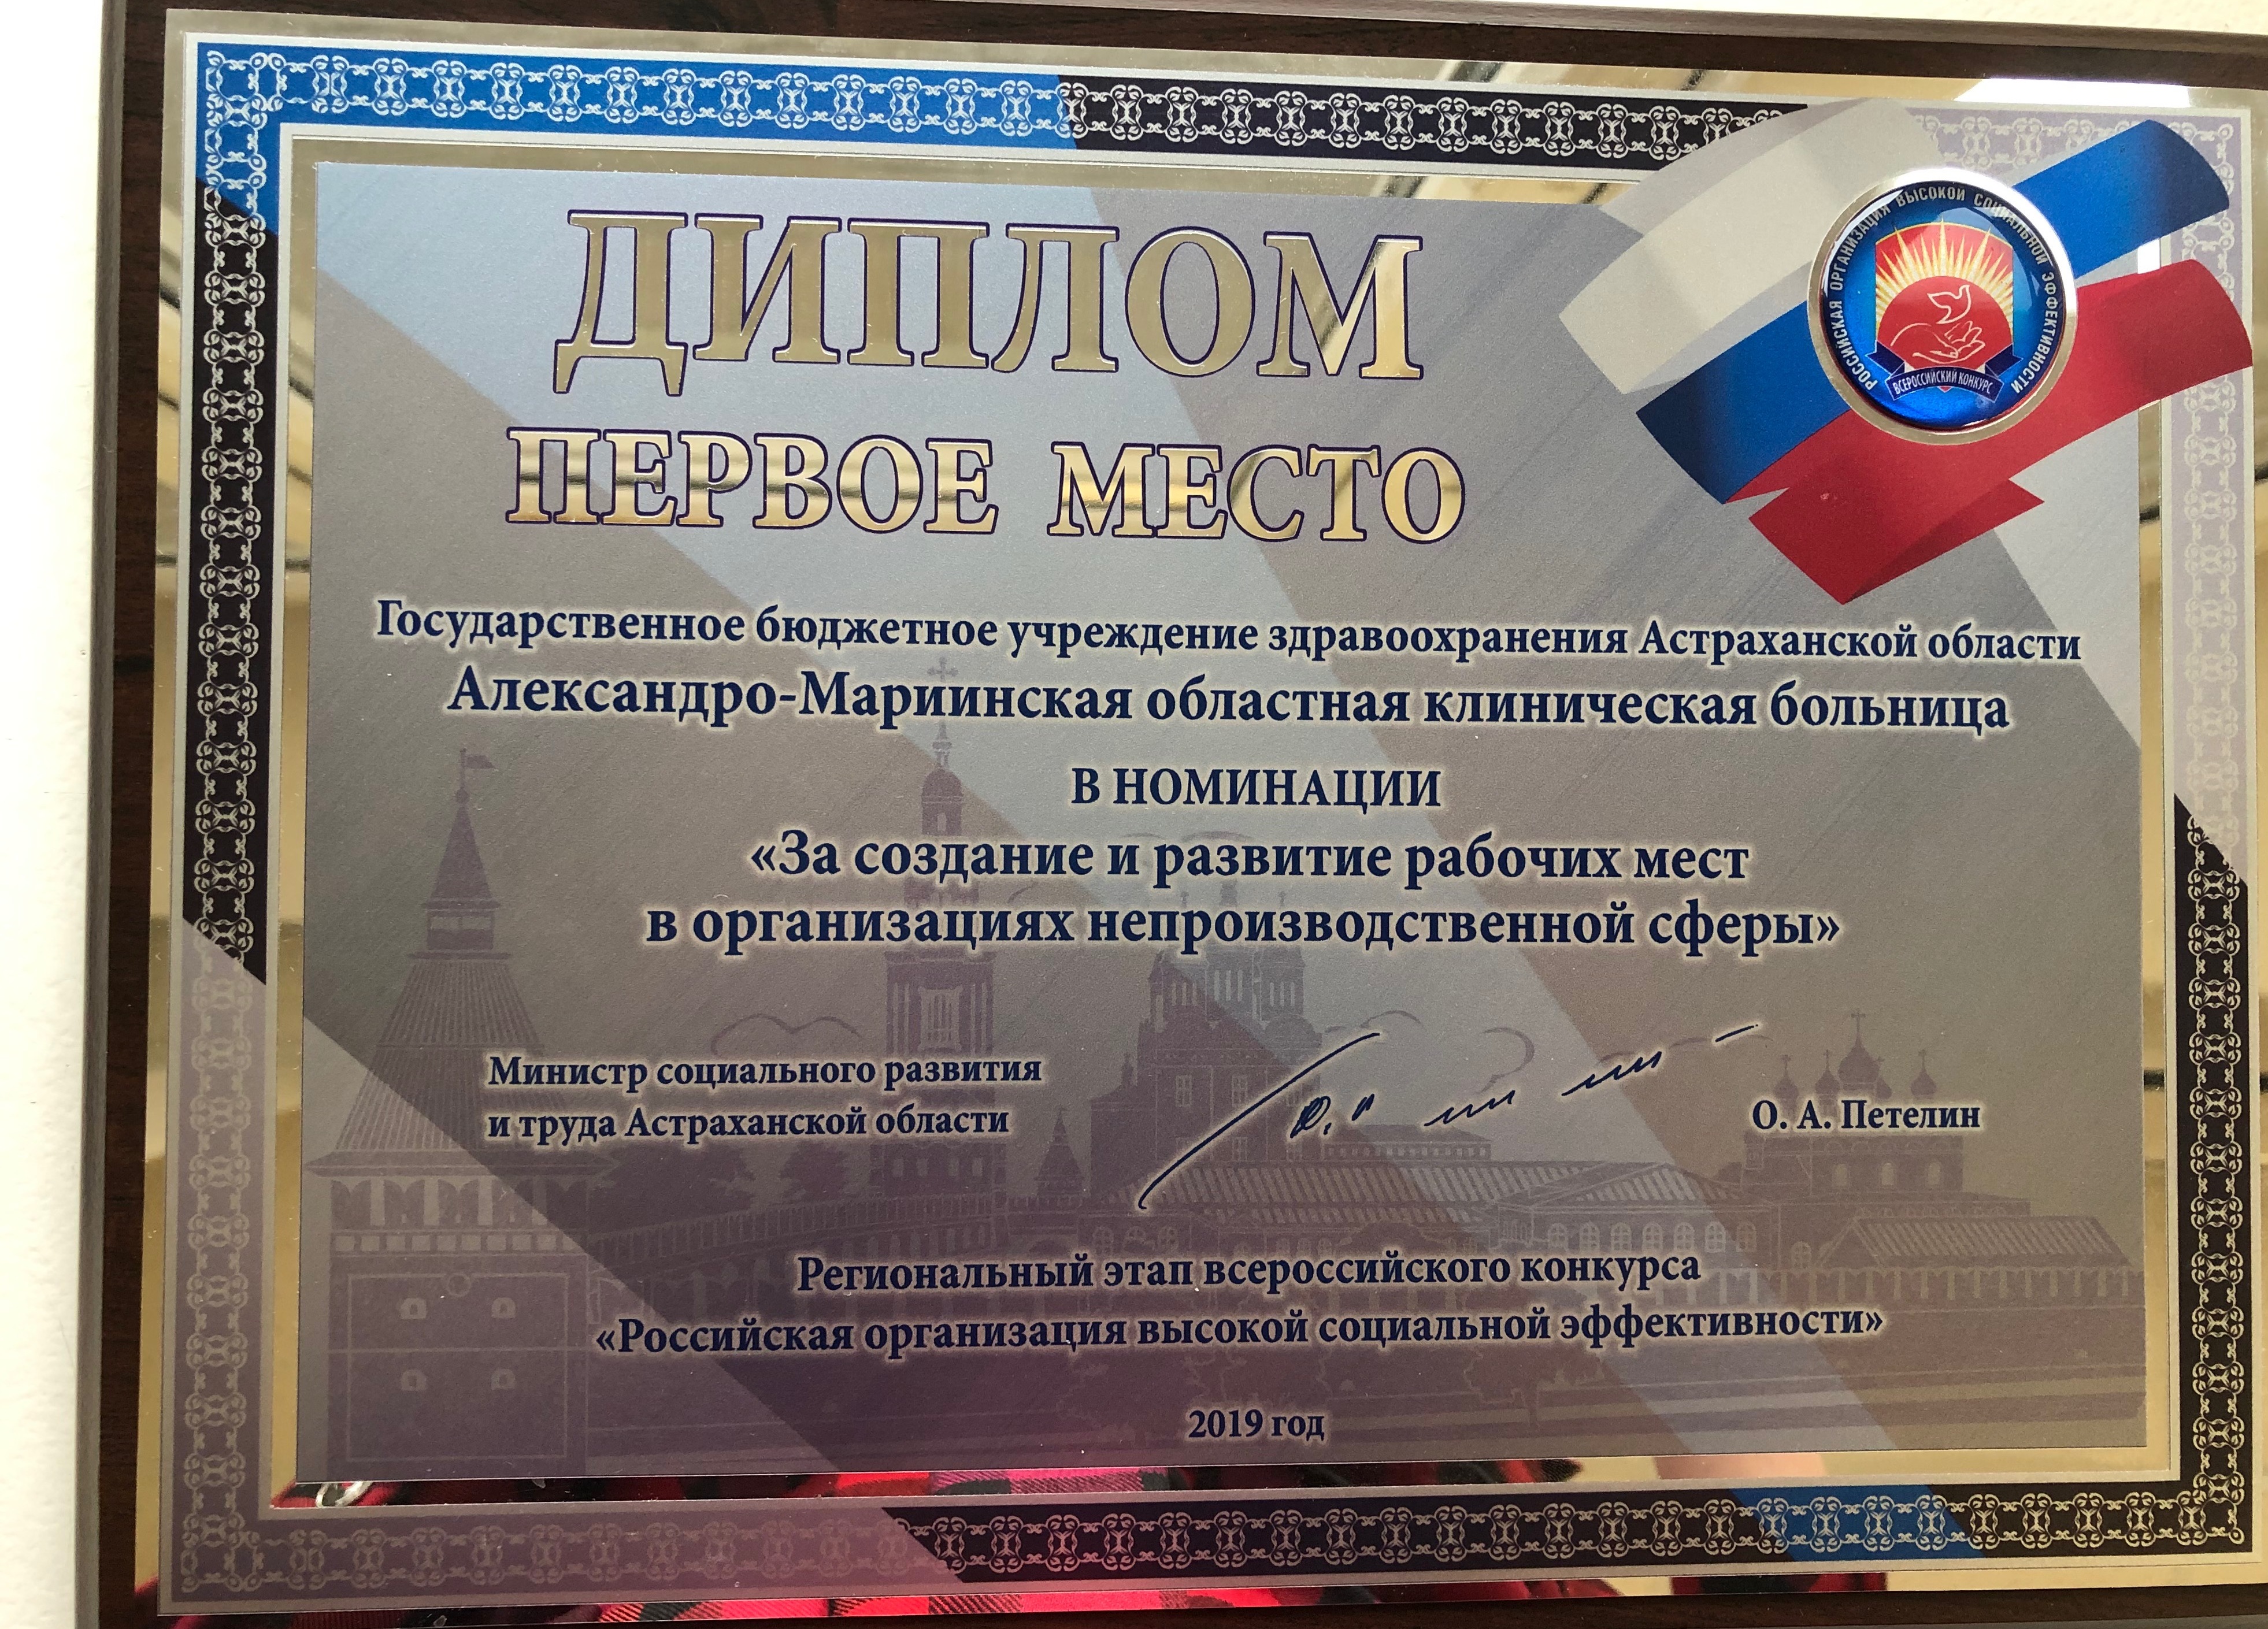 ДИПЛОМ
РОССИЙСКАЯ ОРГАНИЗАЦИЯ ВЫСОКОЙ СОЦИАЛЬНОЙ ЭФФЕКТИВНОСТИ
ВСЕРОССИЙСКИЙ КОНКУРС
ПЕРВОЕ МЕСТО
Государственное бюджетное учреждение здравоохранения Астраханской области
Александро-Мариинская областная клиническая больница
В НОМИНАЦИИ
«За создание и развитие рабочих мест
в организациях непроизводственной сферы»
Министр социального развития
и труда Астраханской области
О. А. Петелин
Региональный этап всероссийского конкурса
«Российская организация высокой социальной эффективности»
2019 год